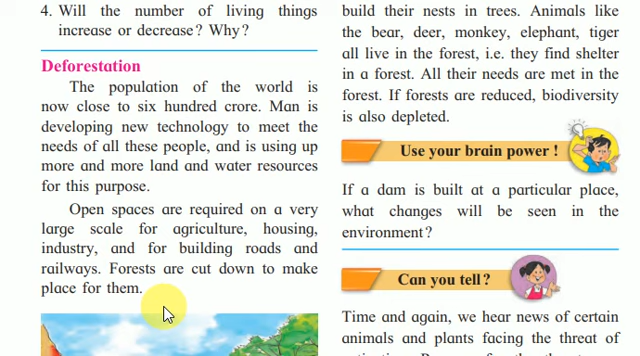 4. Will the number of living things
increase or decrease? Why?
Deforestation
The population of the world is
now close to six hundred crore. Man is
developing new technology to meet the
needs of all these people, and is using up
more and more land and water resources
for this purpose.
Open spaces are required on a very
large scale for agriculture, housing,
industry, and for building roads and
railways. Forests are cut down to make
place for them.
build their nests in trees. Animals like
the bear, deer, monkey, elephant, tiger
all live in the forest, i.e. they find shelter
in a forest. All their needs are met in the
forest. If forests are reduced, biodiversity
is also depleted.
Use your brain power !
If a dam is built at a particular place,
what changes will be seen in the
environment?
Can you tell?
Time and again, we hear news of certain
animals and plants facing the threat of